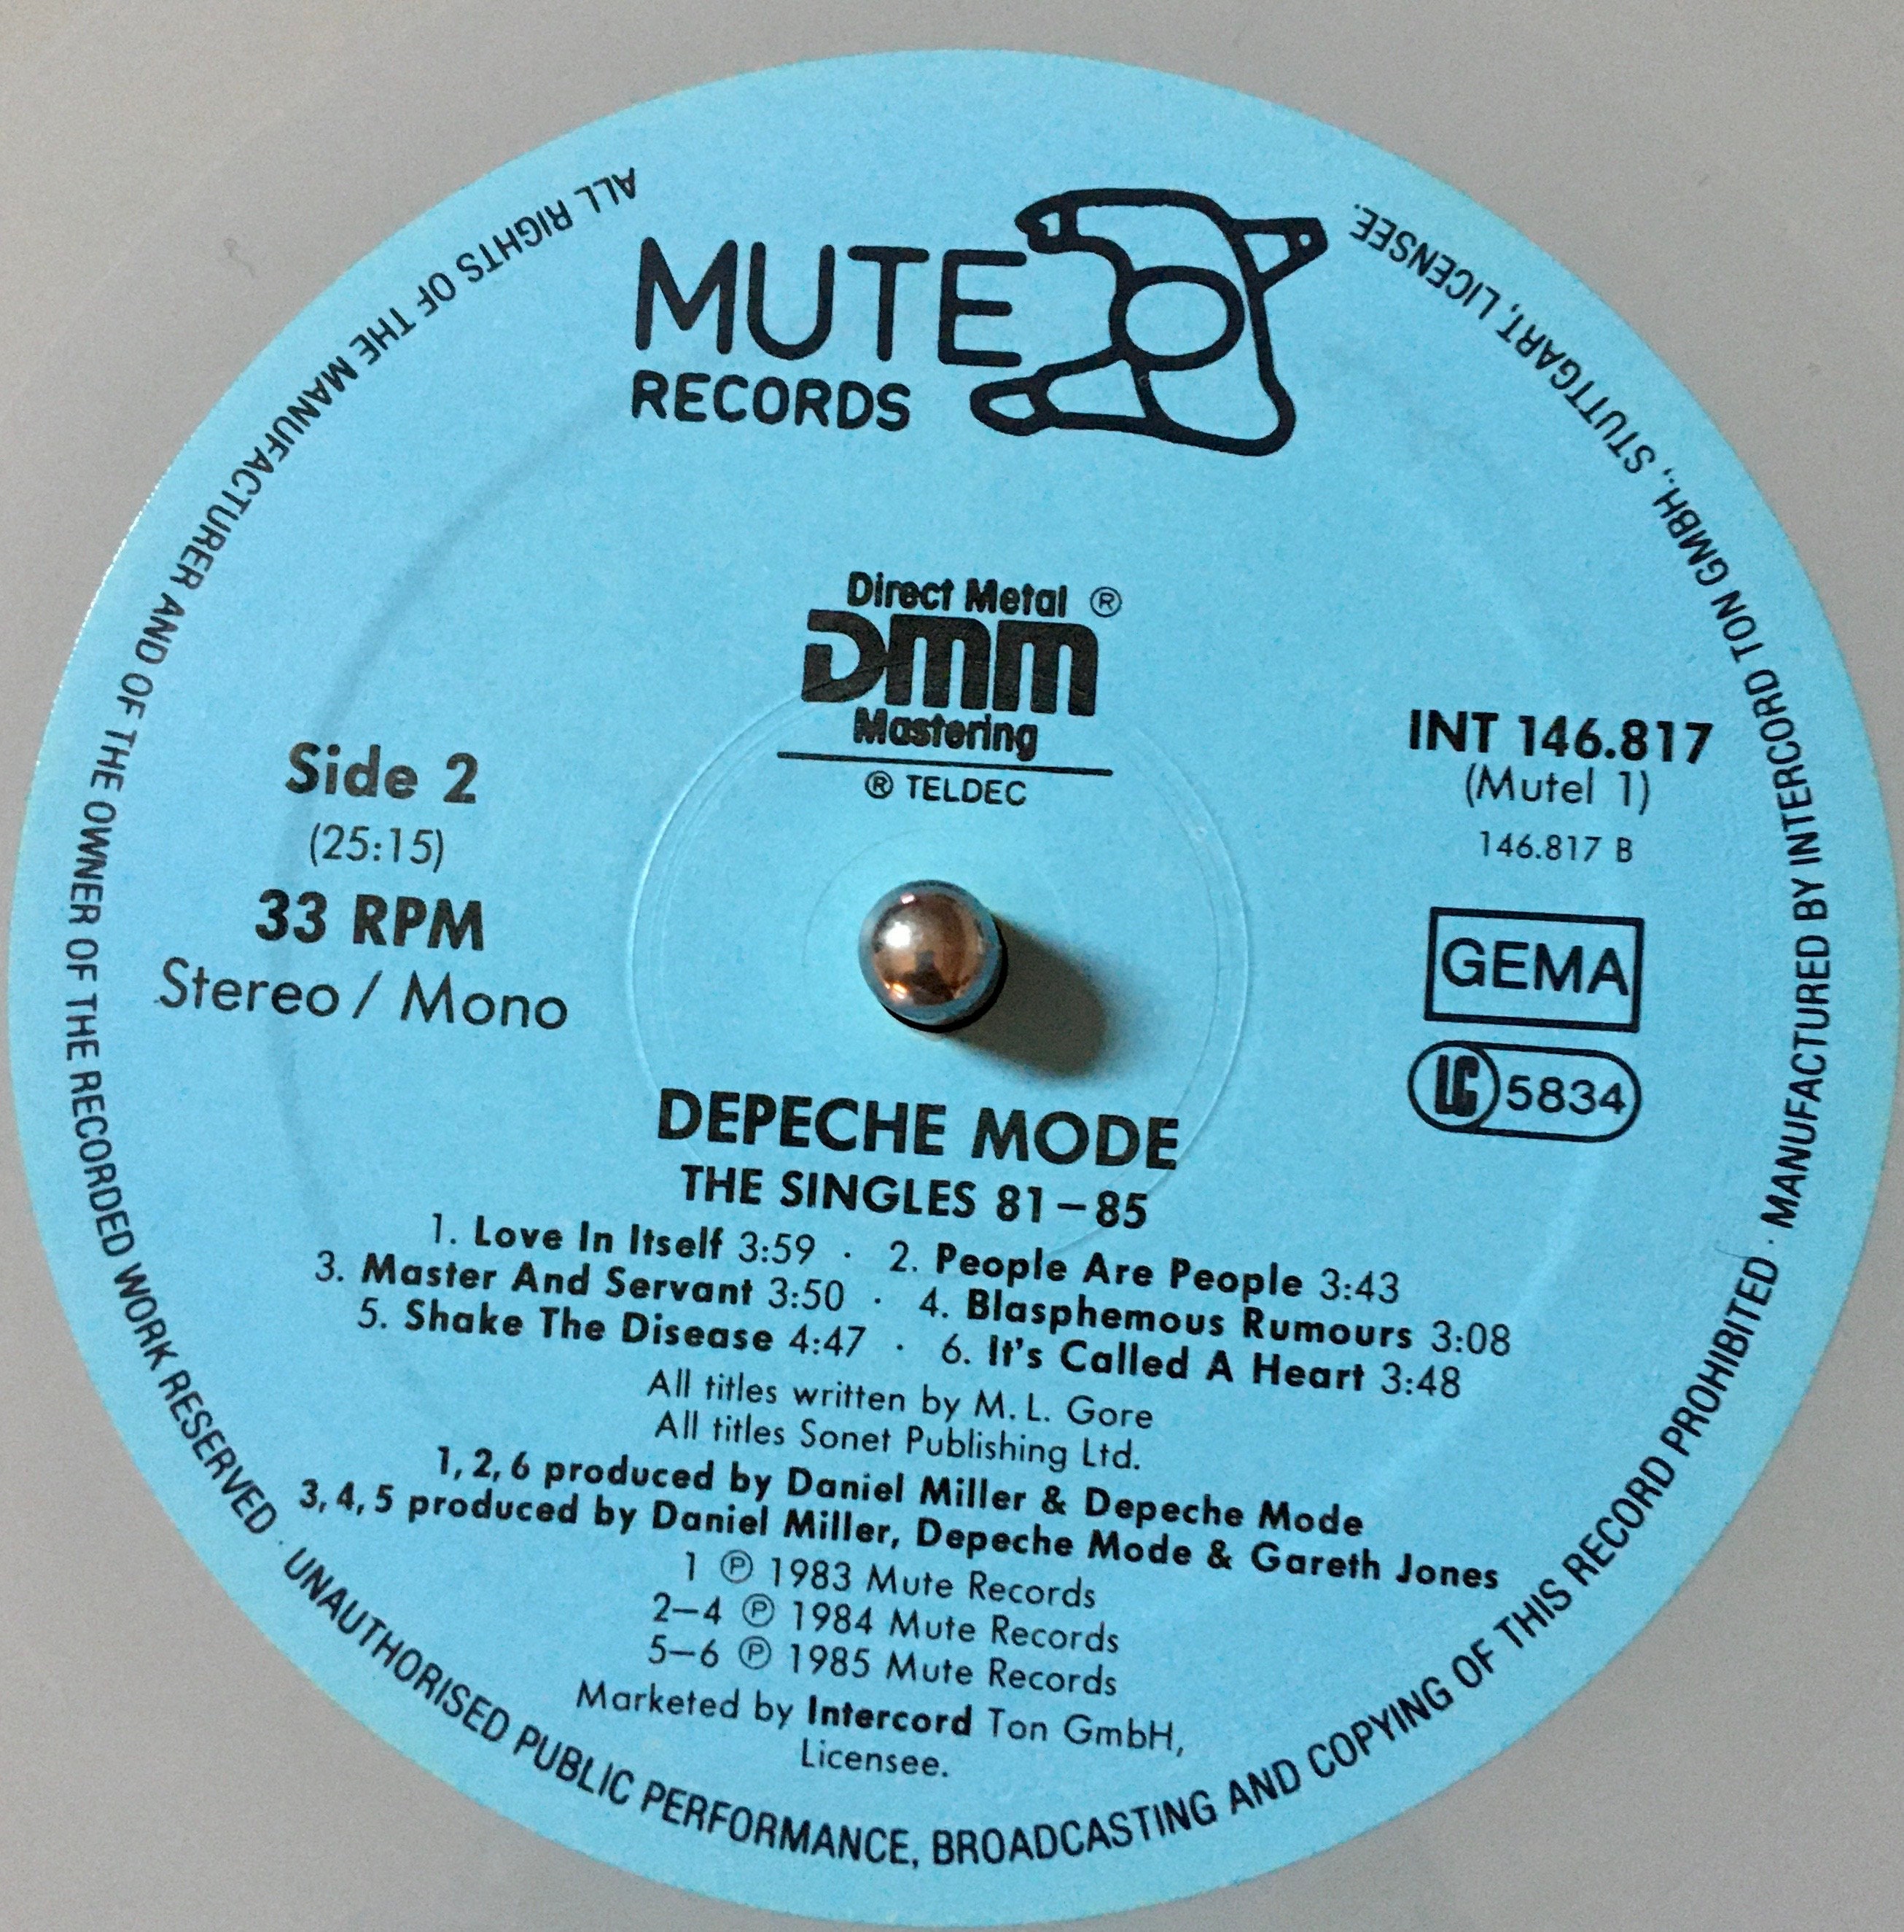 MUTE
RECORDS
Direct Metal ®
DMM
Mastering
® TELDEC
Side 2
(25:15)
33 RPM
Stereo / Mono
INT 146.817
(Mutel 1)
146.817 B
GEMA
LC 5834
DEPECHE MODE
THE SINGLES 81–85
1. Love In Itself 3:59 · 2. People Are People 3:43
3. Master And Servant 3:50 · 4. Blasphemous Rumours 3:08
5. Shake The Disease 4:47 · 6. It's Called A Heart 3:48
All titles written by M. L. Gore
All titles Sonet Publishing Ltd.
1, 2, 6 produced by Daniel Miller & Depeche Mode
3, 4, 5 produced by Daniel Miller, Depeche Mode & Gareth Jones
1 ℗ 1983 Mute Records
2–4 ℗ 1984 Mute Records
5–6 ℗ 1985 Mute Records
Marketed by Intercord Ton GmbH,
Licensee.
ALL RIGHTS OF THE MANUFACTURER AND OF THE OWNER OF THE RECORDED WORK RESERVED · UNAUTHORISED PUBLIC PERFORMANCE, BROADCASTING AND COPYING OF THIS RECORD PROHIBITED · MANUFACTURED BY INTERCORD TON GMBH., STUTTGART, LICENSEE.